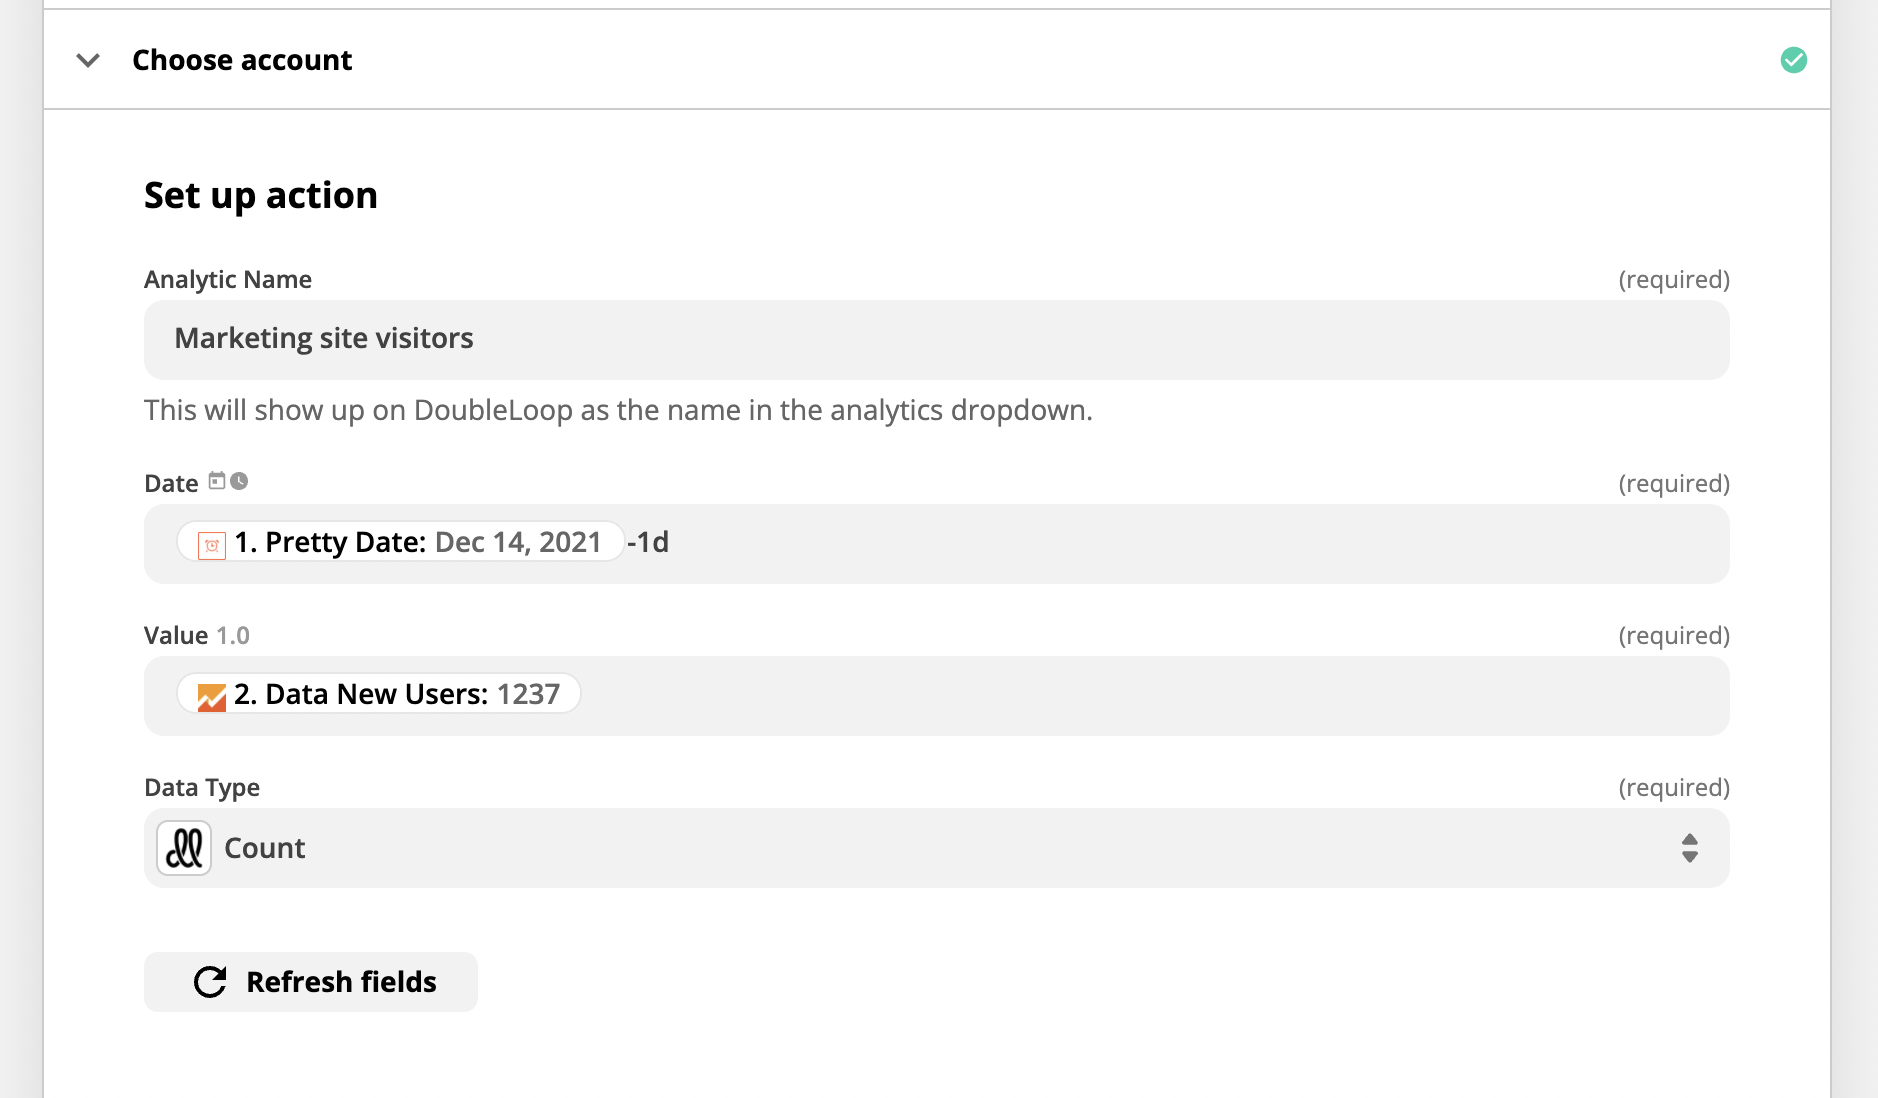 Choose account
Set up action
Analytic Name (required)
Marketing site visitors
This will show up on DoubleLoop as the name in the analytics dropdown.
Date (required)
1. Pretty Date: Dec 14, 2021 -1d
Value 1.0 (required)
2. Data New Users: 1237
Data Type (required)
Count
Refresh fields